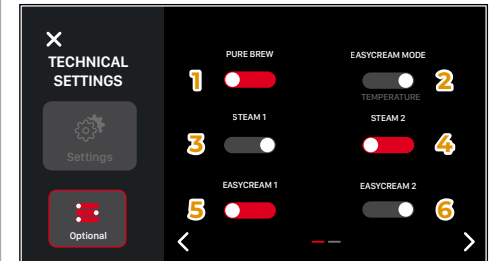 TECHNICAL
SETTINGS
Settings
Optional
PURE BREW
EASYCREAM MODE
1
2
TEMPERATURE
STEAM 1
STEAM 2
3
4
EASYCREAM 1
EASYCREAM 2
5
6